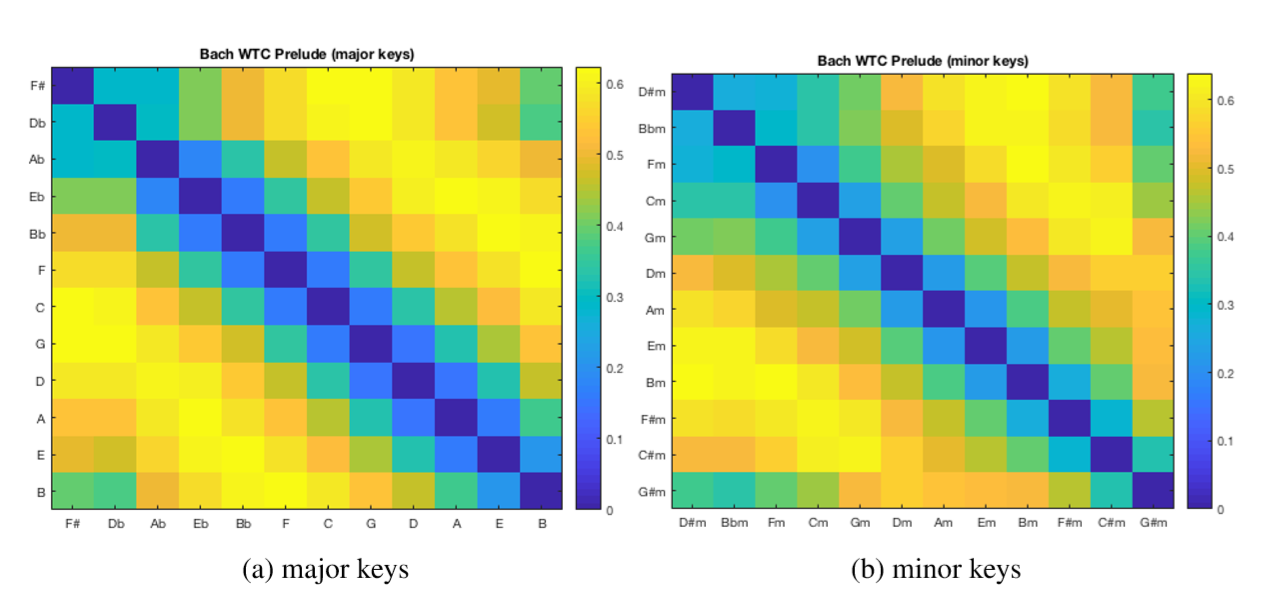 Bach WTC Prelude (major keys)
F#
Db
Ab
Eb
Bb
F
C
G
D
A
E
B
F# Db Ab Eb Bb F C G D A E B
0.6
0.5
0.4
0.3
0.2
0.1
0
(a) major keys
Bach WTC Prelude (minor keys)
D#m
Bbm
Fm
Cm
Gm
Dm
Am
Em
Bm
F#m
C#m
G#m
D#m Bbm Fm Cm Gm Dm Am Em Bm F#m C#m G#m
0.6
0.5
0.4
0.3
0.2
0.1
0
(b) minor keys